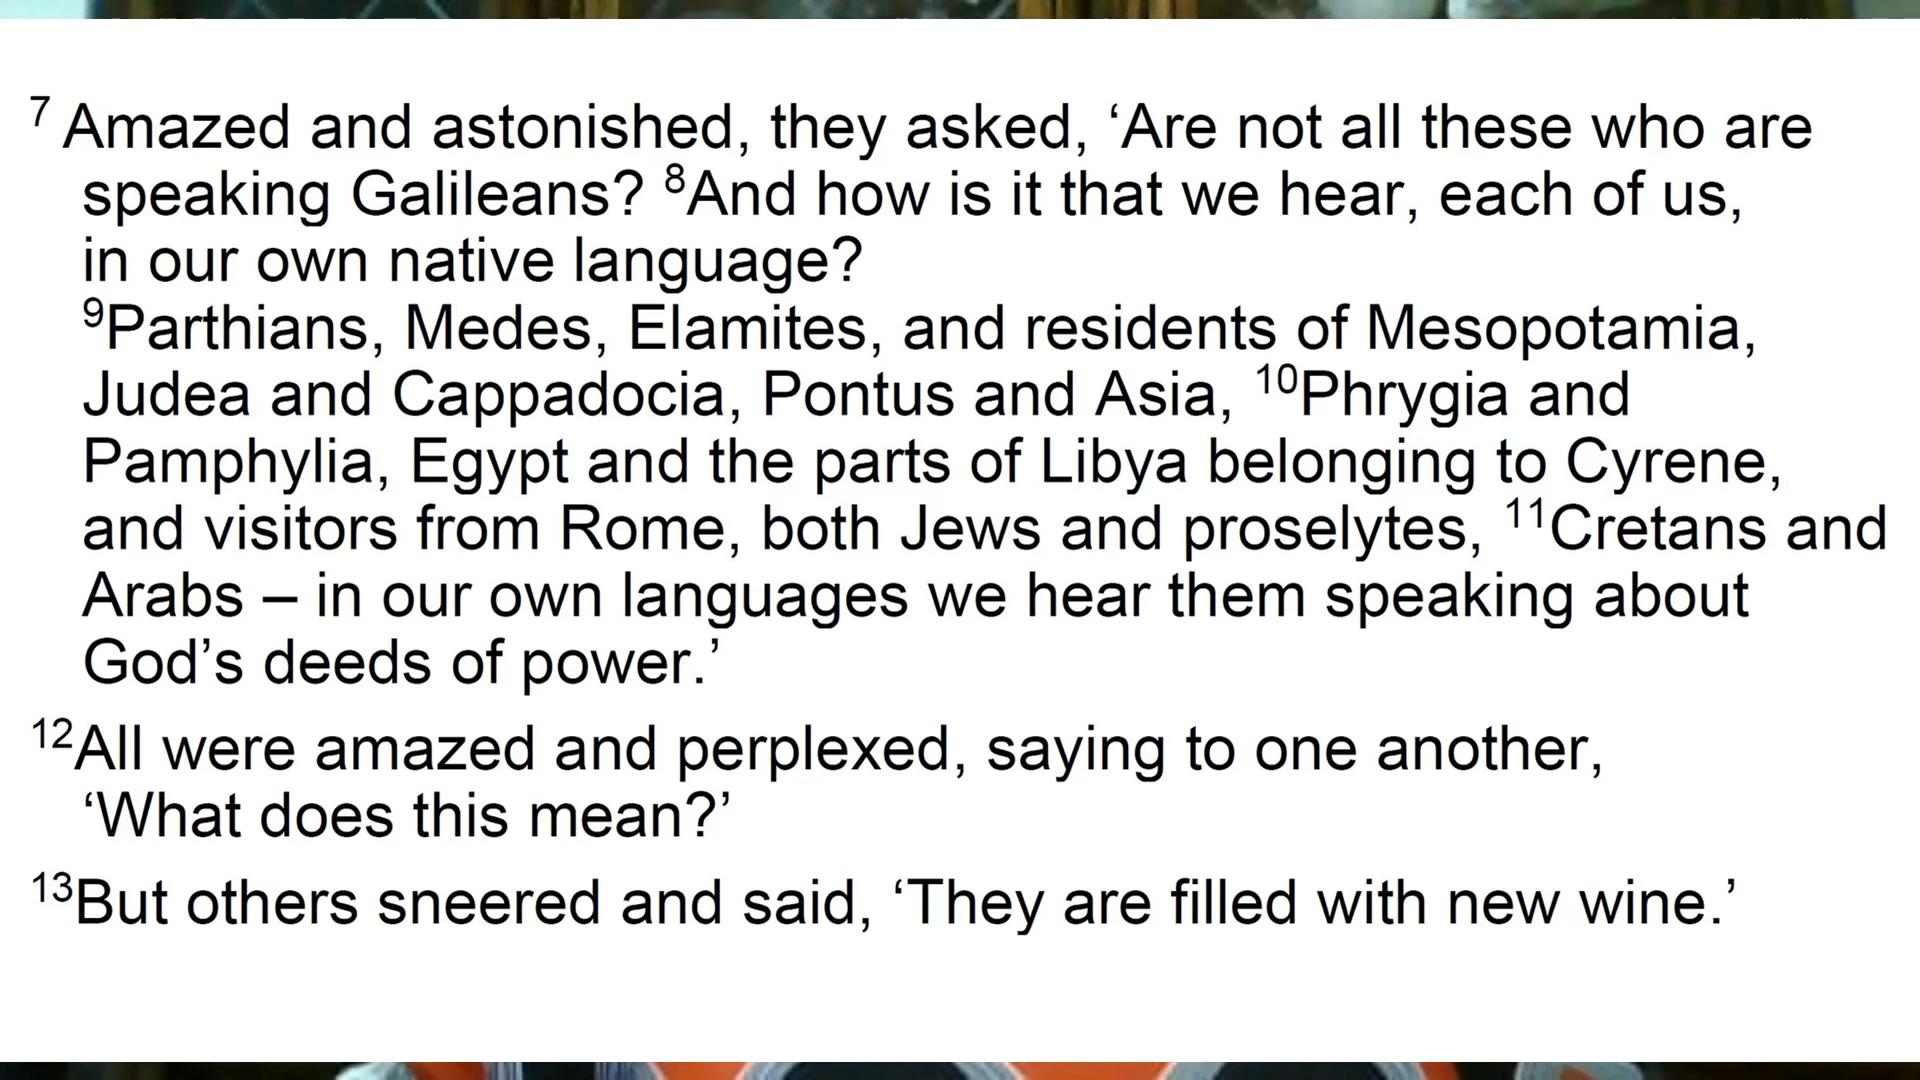 7 Amazed and astonished, they asked, ‘Are not all these who are
speaking Galileans? 8And how is it that we hear, each of us,
in our own native language?
9Parthians, Medes, Elamites, and residents of Mesopotamia,
Judea and Cappadocia, Pontus and Asia, 10Phrygia and
Pamphylia, Egypt and the parts of Libya belonging to Cyrene,
and visitors from Rome, both Jews and proselytes, 11Cretans and
Arabs – in our own languages we hear them speaking about
God’s deeds of power.’
12All were amazed and perplexed, saying to one another,
‘What does this mean?’
13But others sneered and said, ‘They are filled with new wine.’